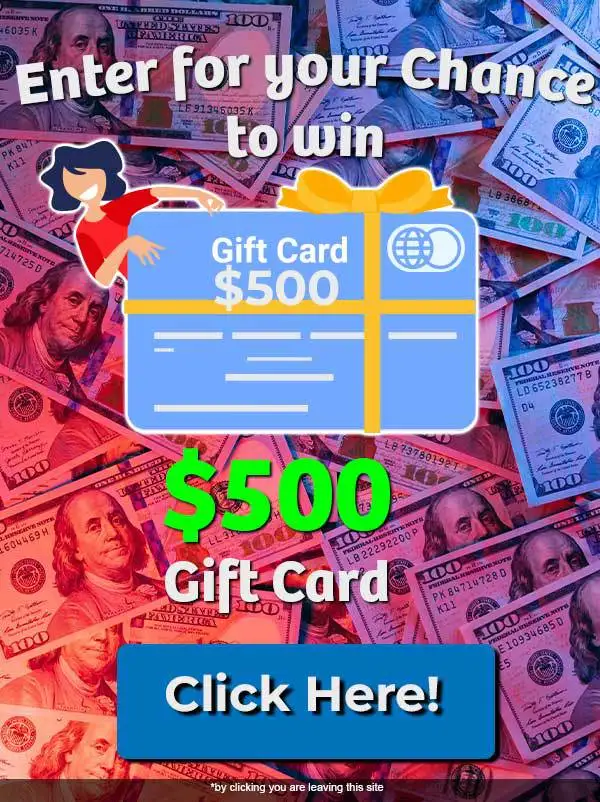 Enter for your Chance
to win
Gift Card
$500
$500
Gift Card
Click Here!
*by clicking you are leaving this site